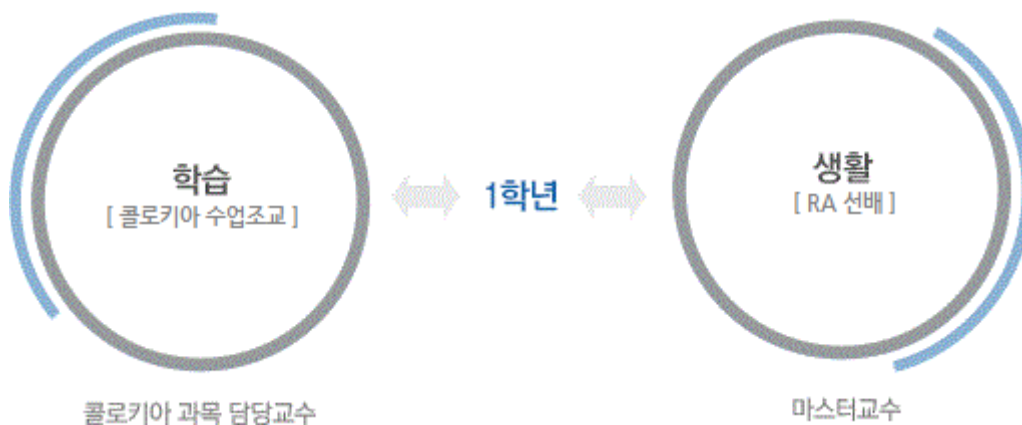 학습
[ 콜로키아 수업조교 ]
콜로키아 과목 담당교수
1학년
생활
[ RA 선배 ]
마스터교수